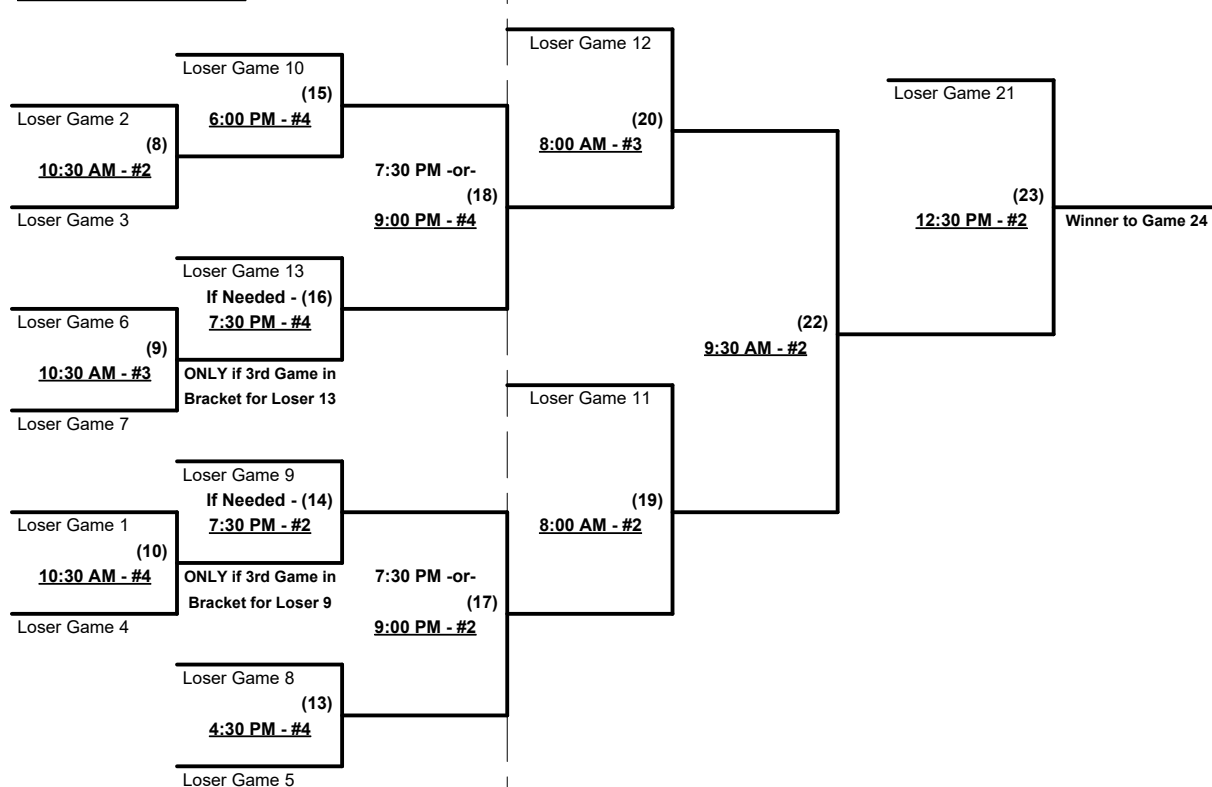 Loser Game 12
Loser Game 10
(15)
6:00 PM - #4
Loser Game 21
Loser Game 2
(8)
10:30 AM - #2
Loser Game 3
(20)
8:00 AM - #3
7:30 PM -or-
(18)
9:00 PM - #4
(23)
12:30 PM - #2
Winner to Game 24
Loser Game 13
If Needed - (16)
7:30 PM - #4
Loser Game 6
(9)
10:30 AM - #3
Loser Game 7
ONLY if 3rd Game in
Bracket for Loser 13
(22)
9:30 AM - #2
Loser Game 11
Loser Game 9
If Needed - (14)
7:30 PM - #2
Loser Game 1
(10)
10:30 AM - #4
Loser Game 4
ONLY if 3rd Game in
Bracket for Loser 9
(19)
8:00 AM - #2
7:30 PM -or-
(17)
9:00 PM - #2
Loser Game 8
(13)
4:30 PM - #4
Loser Game 5